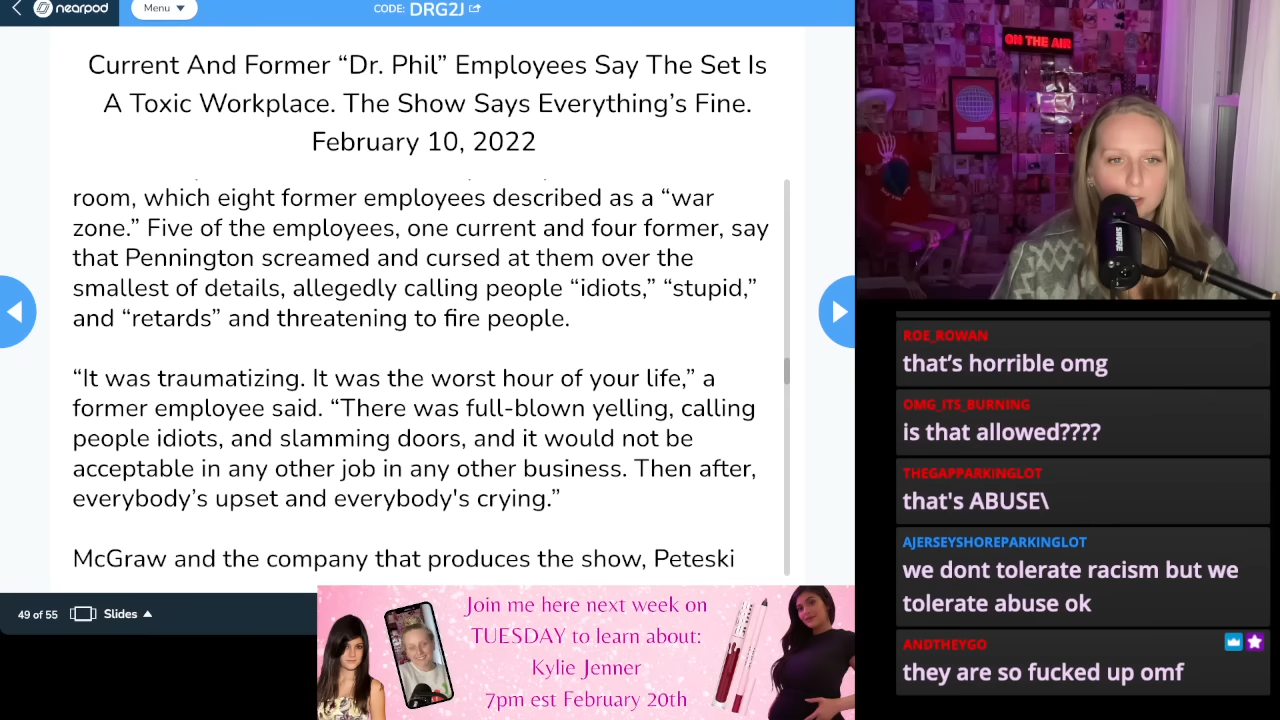 nearpod
Menu
CODE: DRG2J
Current And Former “Dr. Phil” Employees Say The Set Is
A Toxic Workplace. The Show Says Everything’s Fine.
February 10, 2022
room, which eight former employees described as a “war
zone.” Five of the employees, one current and four former, say
that Pennington screamed and cursed at them over the
smallest of details, allegedly calling people “idiots,” “stupid,”
and “retards” and threatening to fire people.
“It was traumatizing. It was the worst hour of your life,” a
former employee said. “There was full-blown yelling, calling
people idiots, and slamming doors, and it would not be
acceptable in any other job in any other business. Then after,
everybody’s upset and everybody's crying.”
McGraw and the company that produces the show, Peteski
49 of 55
Slides
Join me here next week on
TUESDAY to learn about:
Kylie Jenner
7pm est February 20th
ON THE AIR
SHURE
ROE_ROWAN
that’s horrible omg
OMG_ITS_BURNING
is that allowed????
THEGAPPARKINGLOT
that's ABUSE\
AJERSEYSHOREPARKINGLOT
we dont tolerate racism but we
tolerate abuse ok
ANDTHEYGO
they are so fucked up omf